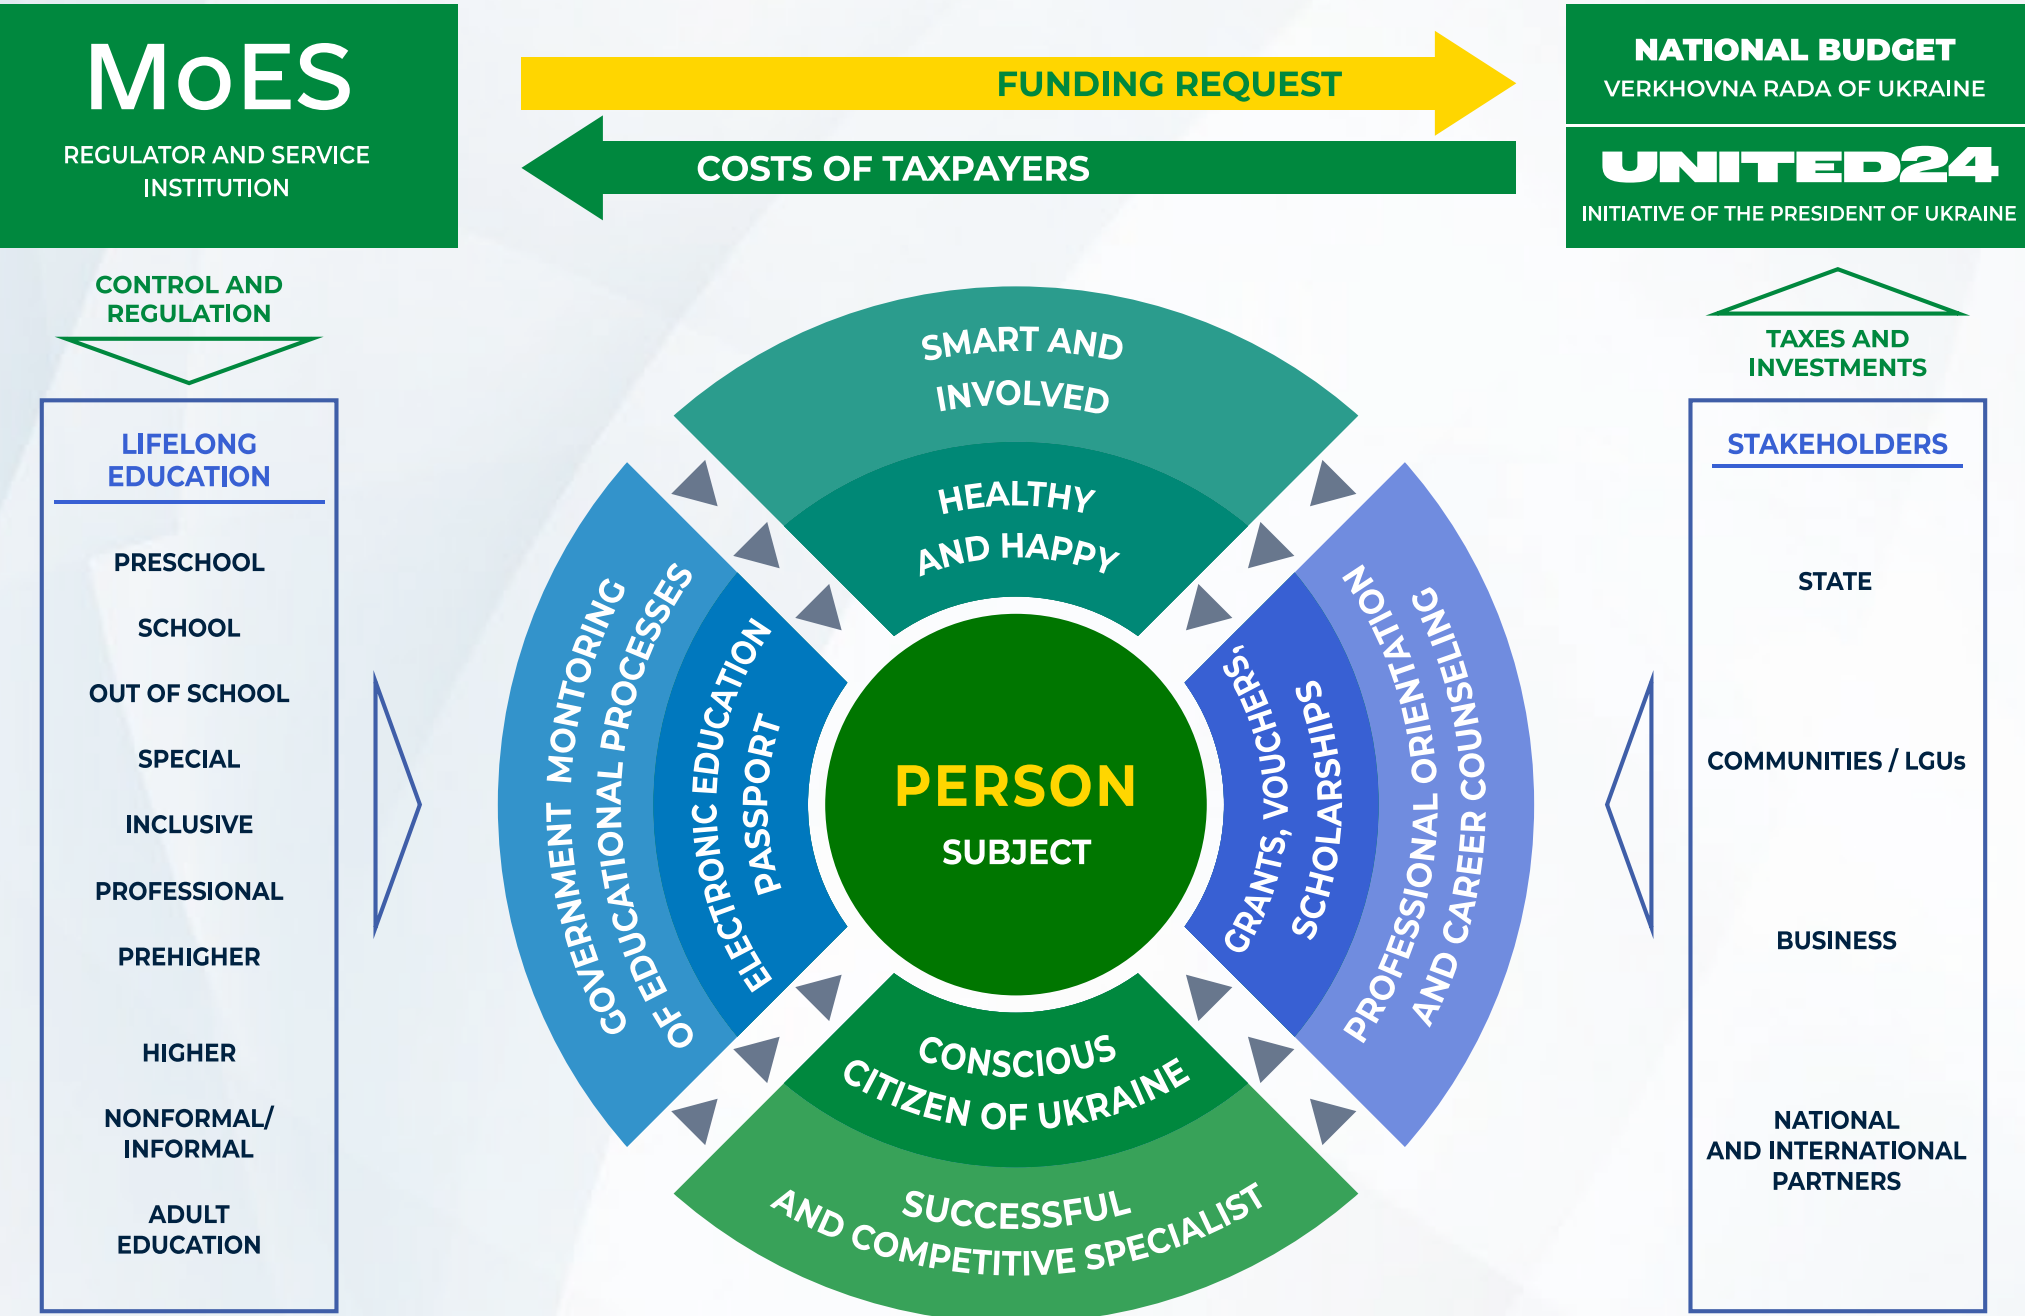 MoES
REGULATOR AND SERVICE
INSTITUTION
FUNDING REQUEST
COSTS OF TAXPAYERS
NATIONAL BUDGET
VERKHOVNA RADA OF UKRAINE
UNITED24
INITIATIVE OF THE PRESIDENT OF UKRAINE
CONTROL AND
REGULATION
LIFELONG
EDUCATION
PRESCHOOL
SCHOOL
OUT OF SCHOOL
SPECIAL
INCLUSIVE
PROFESSIONAL
PREHIGHER
HIGHER
NONFORMAL/
INFORMAL
ADULT
EDUCATION
SMART AND
INVOLVED
HEALTHY
AND HAPPY
GOVERNMENT MONTORING
OF EDUCATIONAL PROCESSES
ELECTRONIC EDUCATION
PASSPORT
PERSON
SUBJECT
GRANTS, VOUCHERS,
SCHOLARSHIPS
PROFESSIONAL ORIENTATION
AND CAREER COUNSELING
CONSCIOUS
CITIZEN OF UKRAINE
SUCCESSFUL
AND COMPETITIVE SPECIALIST
TAXES AND
INVESTMENTS
STAKEHOLDERS
STATE
COMMUNITIES / LGUs
BUSINESS
NATIONAL
AND INTERNATIONAL
PARTNERS